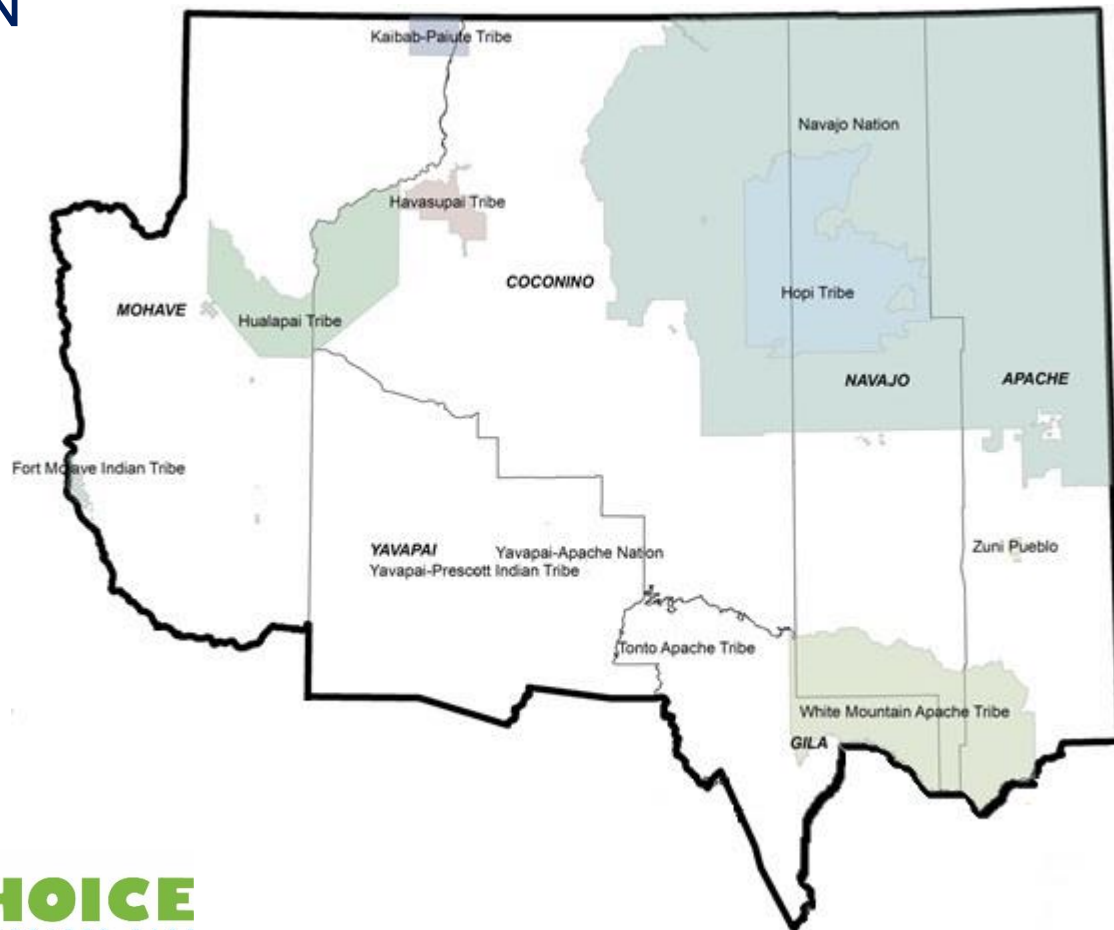 N
Kaibab-Paiute Tribe
Navajo Nation
Havasupai Tribe
COCONINO
Hopi Tribe
MOHAVE
Hualapai Tribe
NAVAJO
APACHE
Fort Mojave Indian Tribe
YAVAPAI
Yavapai-Apache Nation
Zuni Pueblo
Yavapai-Prescott Indian Tribe
Tonto Apache Tribe
White Mountain Apache Tribe
GILA
HOICE